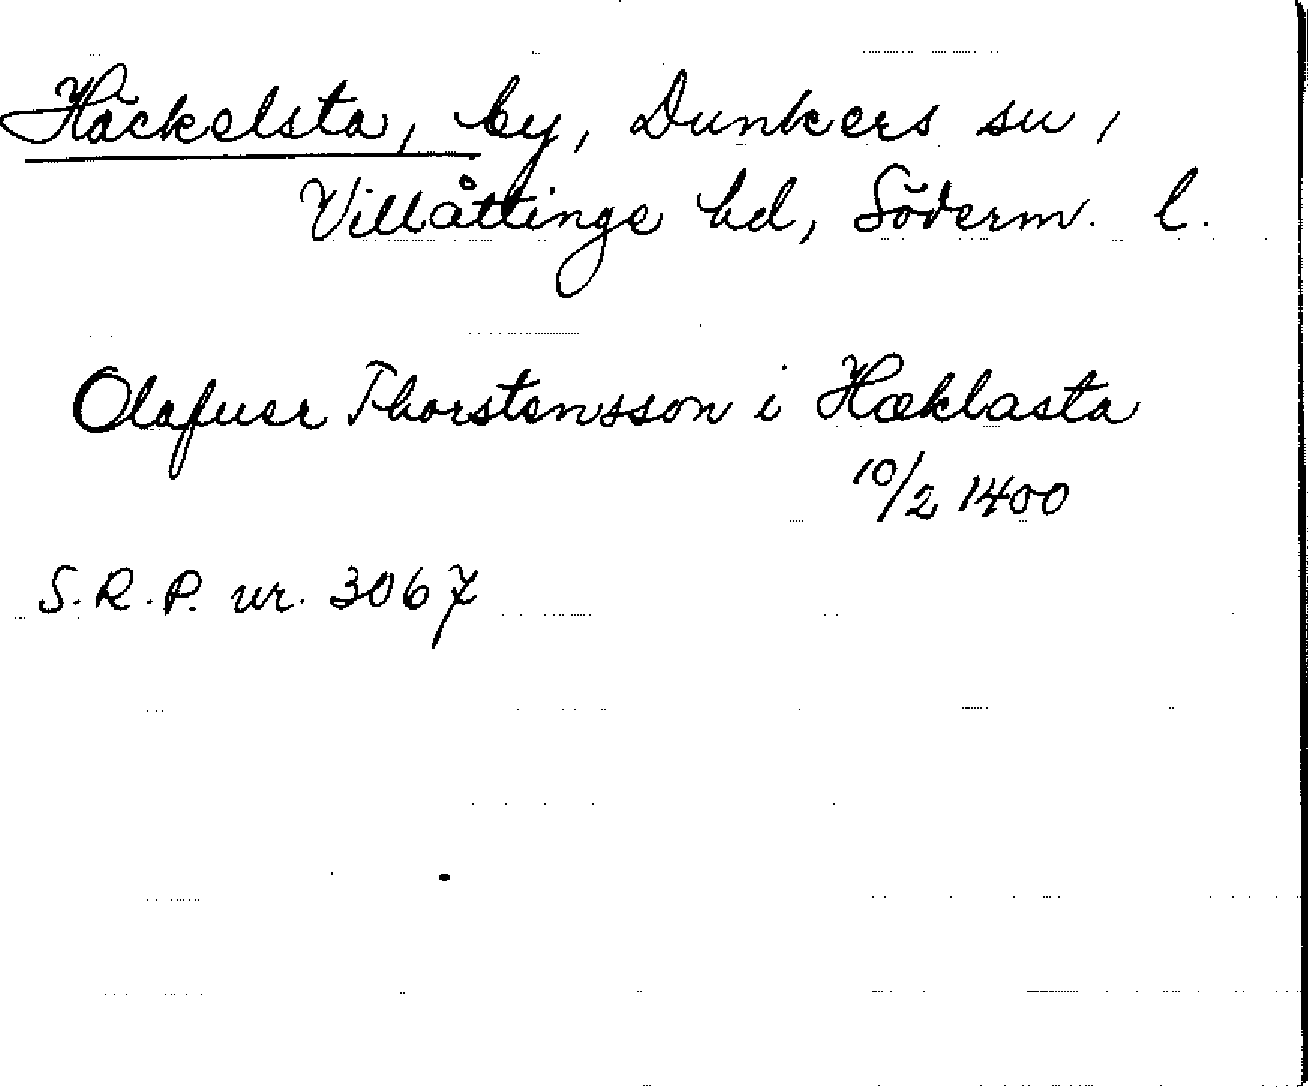 Häckelsta, by, Dunkers sn,
Villåttinge hd, Söderm. l.
Olafuer Thorstensson i Hæklasta
10/2 1400
S.R.P. nr. 3067